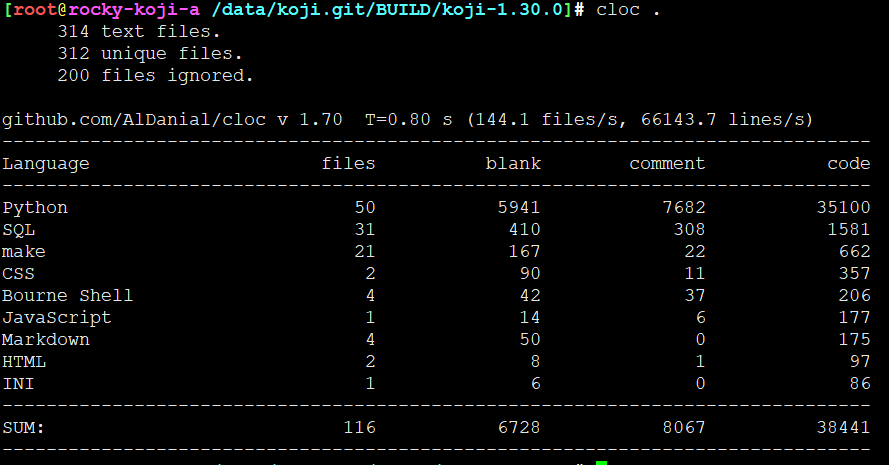 [root@rocky-koji-a /data/koji.git/BUILD/koji-1.30.0]# cloc .
     314 text files.
     312 unique files.
     200 files ignored.
github.com/AlDanial/cloc v 1.70  T=0.80 s (144.1 files/s, 66143.7 lines/s)
-------------------------------------------------------------------------------
Language                     files          blank        comment           code
-------------------------------------------------------------------------------
Python                          50           5941           7682          35100
SQL                             31            410            308           1581
make                            21            167             22            662
CSS                              2             90             11            357
Bourne Shell                     4             42             37            206
JavaScript                       1             14              6            177
Markdown                         4             50              0            175
HTML                             2              8              1             97
INI                              1              6              0             86
-------------------------------------------------------------------------------
SUM:                           116           6728           8067          38441
-------------------------------------------------------------------------------